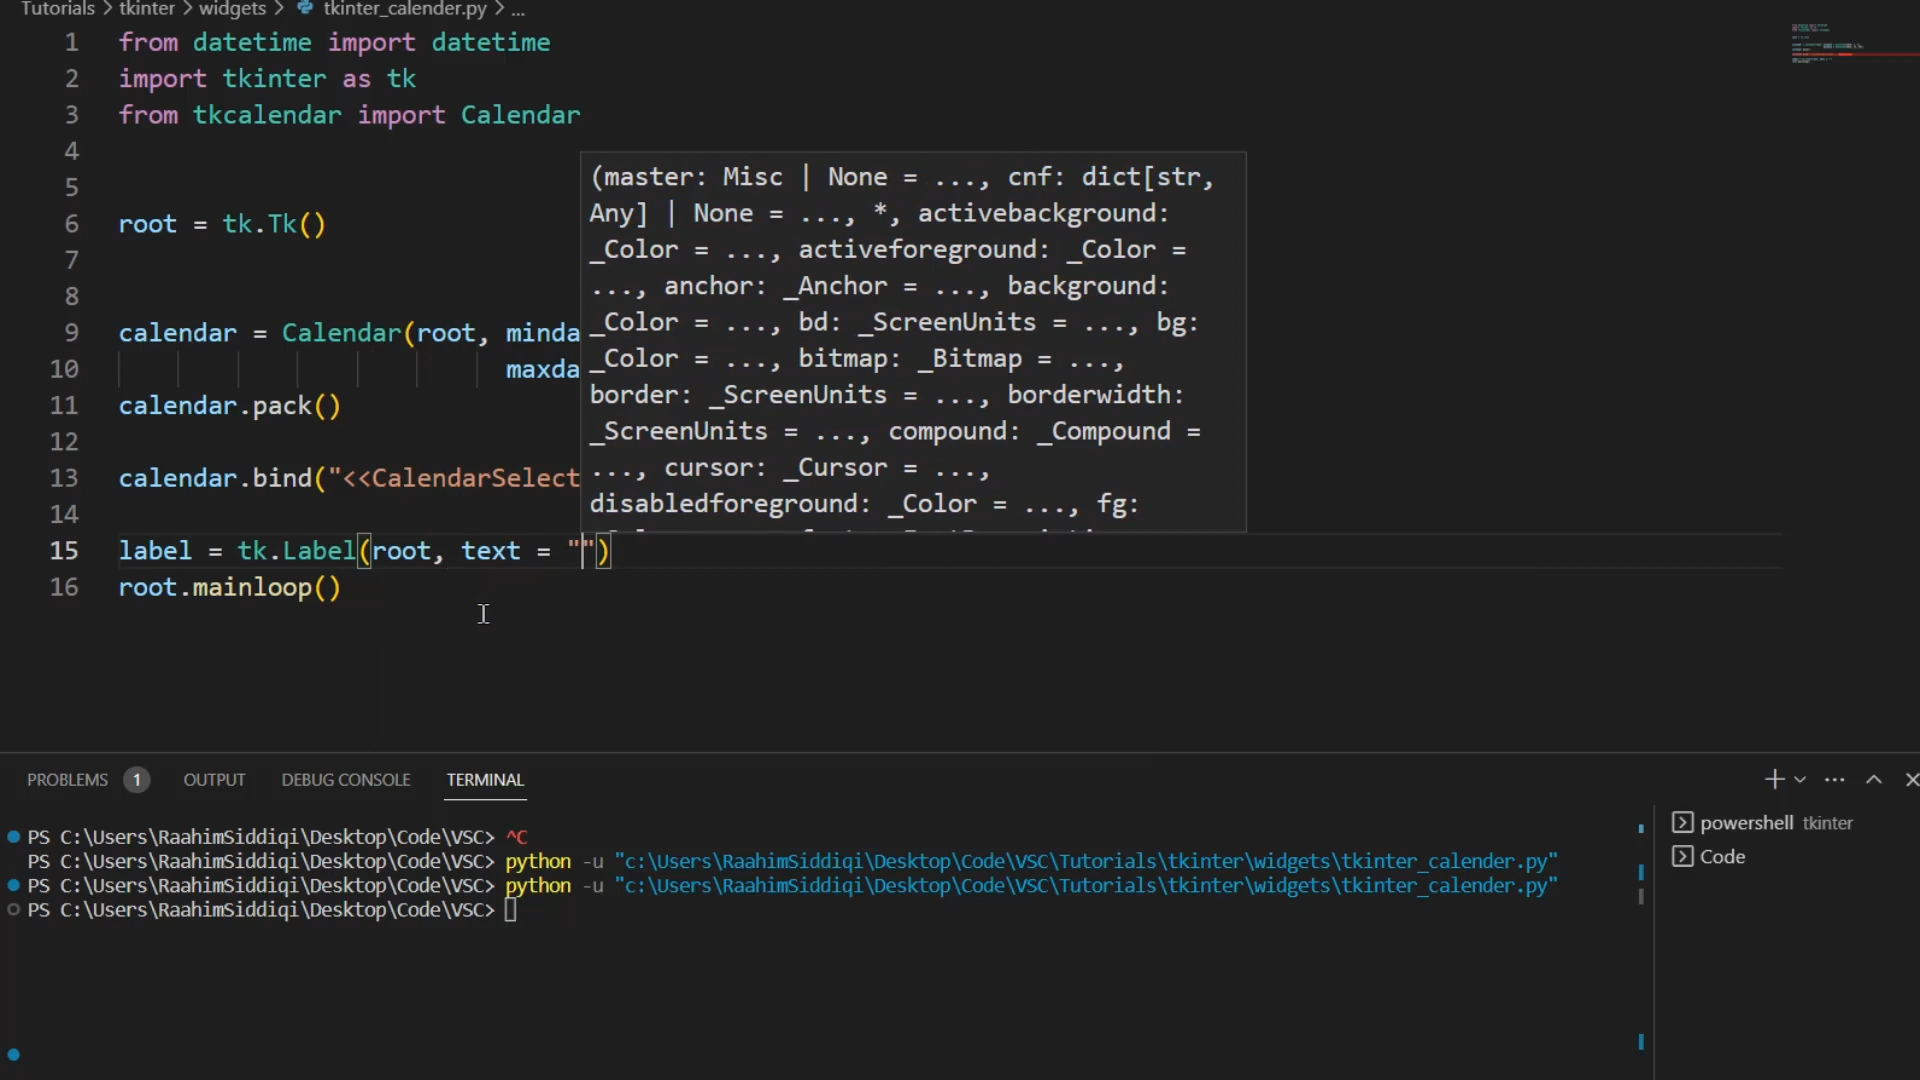 Tutorials > tkinter > widgets > tkinter_calender.py > ...
1 from datetime import datetime
2 import tkinter as tk
3 from tkcalendar import Calendar
4
5
6 root = tk.Tk()
7
8
9 calendar = Calendar(root, minda
10 maxda
11 calendar.pack()
12
13 calendar.bind("<<CalendarSelect
14
15 label = tk.Label(root, text = "")
16 root.mainloop()
(master: Misc | None = ..., cnf: dict[str,
Any] | None = ..., *, activebackground:
_Color = ..., activeforeground: _Color =
..., anchor: _Anchor = ..., background:
_Color = ..., bd: _ScreenUnits = ..., bg:
_Color = ..., bitmap: _Bitmap = ...,
border: _ScreenUnits = ..., borderwidth:
_ScreenUnits = ..., compound: _Compound =
..., cursor: _Cursor = ...,
disabledforeground: _Color = ..., fg:
PROBLEMS 1 OUTPUT DEBUG CONSOLE TERMINAL
PS C:\Users\RaahimSiddiqi\Desktop\Code\VSC> ^C
PS C:\Users\RaahimSiddiqi\Desktop\Code\VSC> python -u "c:\Users\RaahimSiddiqi\Desktop\Code\VSC\Tutorials\tkinter\widgets\tkinter_calender.py"
PS C:\Users\RaahimSiddiqi\Desktop\Code\VSC> python -u "c:\Users\RaahimSiddiqi\Desktop\Code\VSC\Tutorials\tkinter\widgets\tkinter_calender.py"
PS C:\Users\RaahimSiddiqi\Desktop\Code\VSC>
powershell tkinter
Code